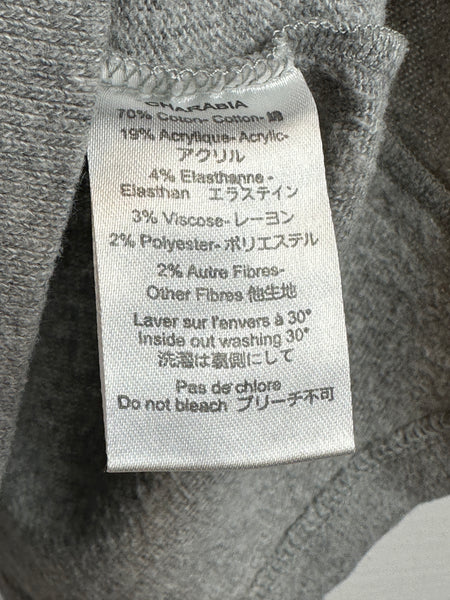 CHARABIA
70% Coton- Cotton- 綿
19% Acrylique- Acrylic-
アクリル
4% Elasthanne -
Elasthan エラステイン
3% Viscose- レーヨン
2% Polyester- ポリエステル
2% Autre Fibres-
Other Fibres 他生地
Laver sur l'envers à 30°
Inside out washing 30°
洗濯は裏側にして
Pas de chlore
Do not bleach ブリーチ不可